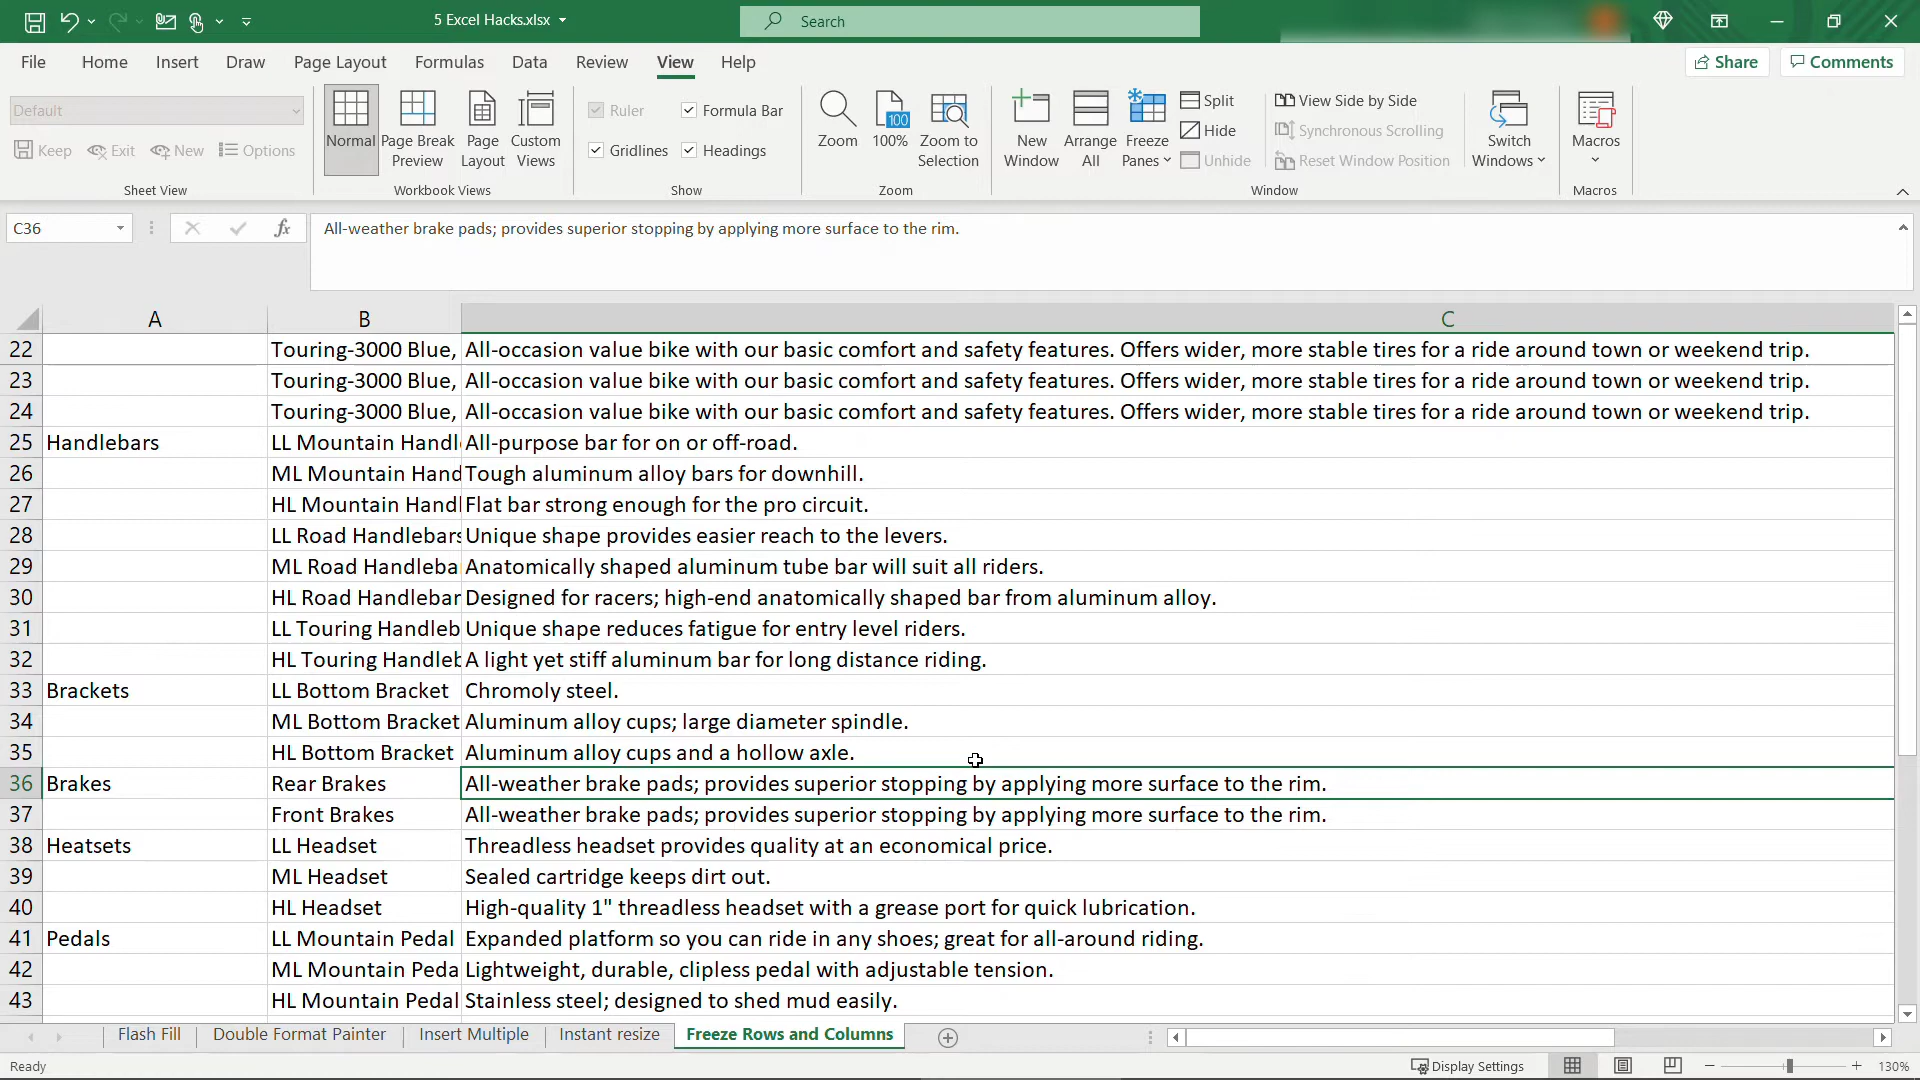 5 Excel Hacks.xlsx
Search
File Home Insert Draw Page Layout Formulas Data Review View Help
Share Comments
Default
Keep Exit New Options
Sheet View
Normal
Page Break Preview
Page Layout
Custom Views
Workbook Views
Ruler Formula Bar
Gridlines Headings
Show
Zoom
100
100%
Zoom to Selection
Zoom
New Window
Arrange All
Freeze Panes
Split
Hide
Unhide
View Side by Side
Synchronous Scrolling
Reset Window Position
Window
Switch Windows
Macros
Macros
C36
fx
All-weather brake pads; provides superior stopping by applying more surface to the rim.
A B C
22 Touring-3000 Blue, All-occasion value bike with our basic comfort and safety features. Offers wider, more stable tires for a ride around town or weekend trip.
23 Touring-3000 Blue, All-occasion value bike with our basic comfort and safety features. Offers wider, more stable tires for a ride around town or weekend trip.
24 Touring-3000 Blue, All-occasion value bike with our basic comfort and safety features. Offers wider, more stable tires for a ride around town or weekend trip.
25 Handlebars LL Mountain Handl All-purpose bar for on or off-road.
26 ML Mountain Hand Tough aluminum alloy bars for downhill.
27 HL Mountain Handl Flat bar strong enough for the pro circuit.
28 LL Road Handlebars Unique shape provides easier reach to the levers.
29 ML Road Handleba Anatomically shaped aluminum tube bar will suit all riders.
30 HL Road Handlebar Designed for racers; high-end anatomically shaped bar from aluminum alloy.
31 LL Touring Handleb Unique shape reduces fatigue for entry level riders.
32 HL Touring Handleb A light yet stiff aluminum bar for long distance riding.
33 Brackets LL Bottom Bracket Chromoly steel.
34 ML Bottom Bracket Aluminum alloy cups; large diameter spindle.
35 HL Bottom Bracket Aluminum alloy cups and a hollow axle.
36 Brakes Rear Brakes All-weather brake pads; provides superior stopping by applying more surface to the rim.
37 Front Brakes All-weather brake pads; provides superior stopping by applying more surface to the rim.
38 Heatsets LL Headset Threadless headset provides quality at an economical price.
39 ML Headset Sealed cartridge keeps dirt out.
40 HL Headset High-quality 1" threadless headset with a grease port for quick lubrication.
41 Pedals LL Mountain Pedal Expanded platform so you can ride in any shoes; great for all-around riding.
42 ML Mountain Peda Lightweight, durable, clipless pedal with adjustable tension.
43 HL Mountain Pedal Stainless steel; designed to shed mud easily.
Flash Fill Double Format Painter Insert Multiple Instant resize Freeze Rows and Columns
Ready Display Settings 130%